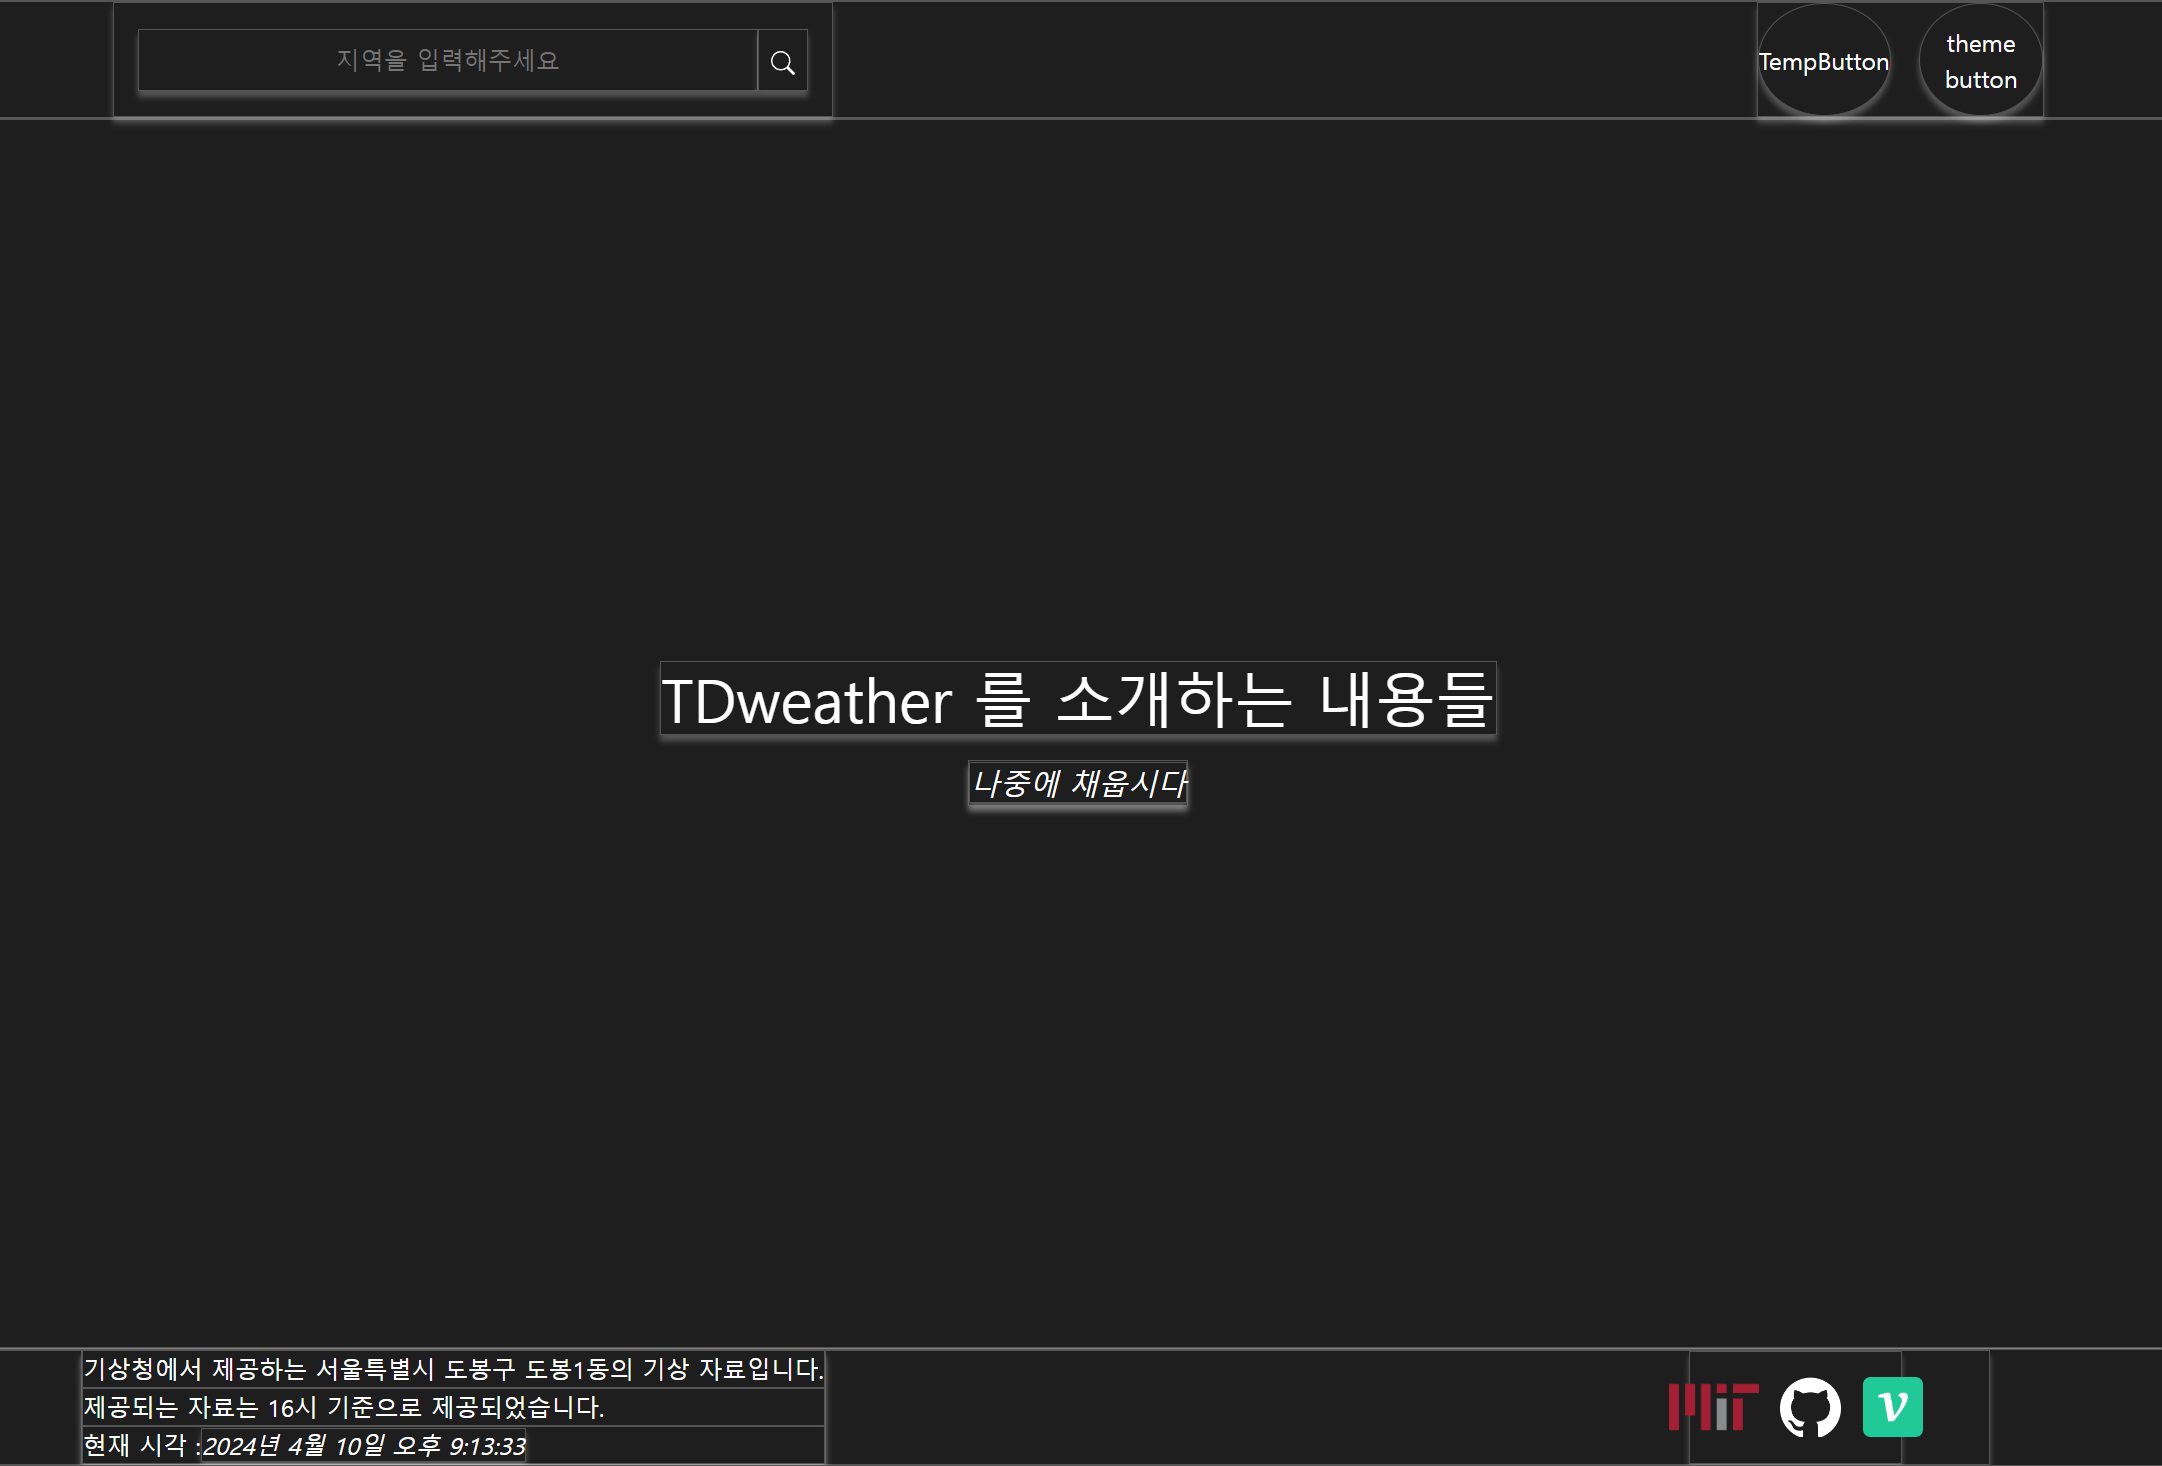 지역을 입력해주세요
TempButton
theme
button
TDweather 를 소개하는 내용들
나중에 채웁시다
기상청에서 제공하는 서울특별시 도봉구 도봉1동의 기상 자료입니다.
제공되는 자료는 16시 기준으로 제공되었습니다.
현재 시각 :2024년 4월 10일 오후 9:13:33
MiT
v